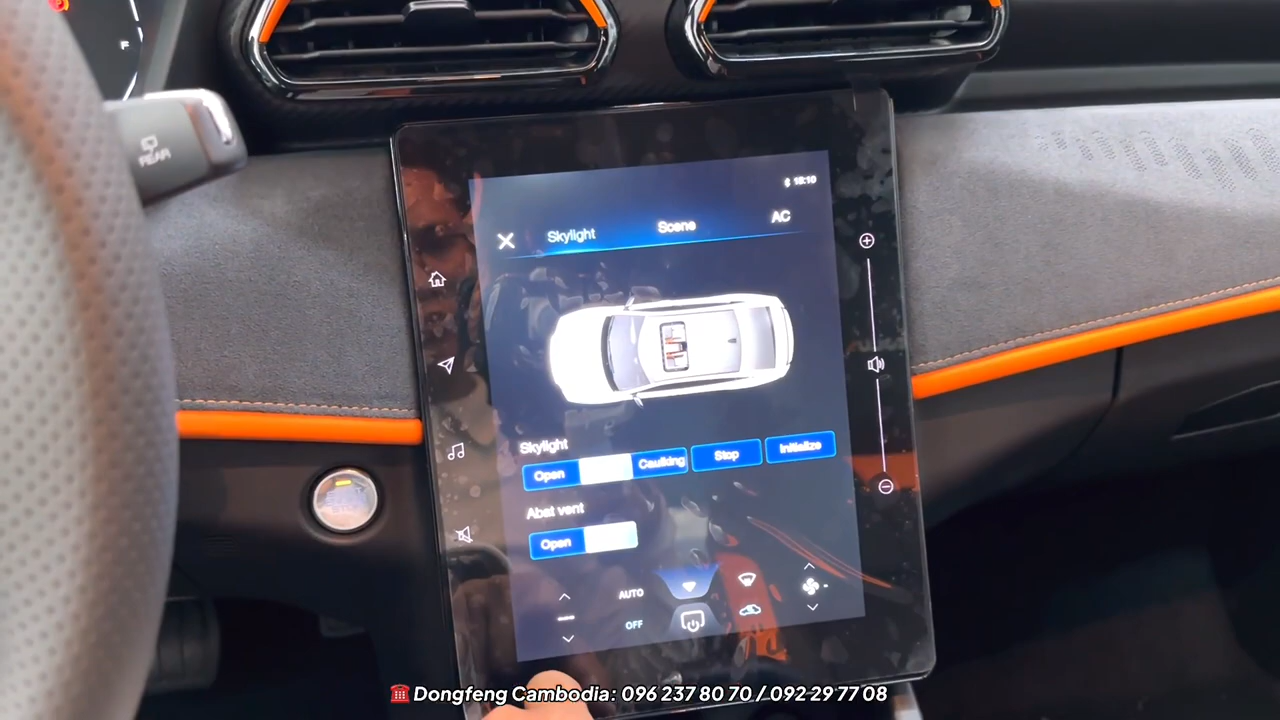 F
REAR
18:10
Skylight
Scene
AC
Skylight
Open
Caulking
Stop
Initialize
Abat vent
Open
AUTO
OFF
Dongfeng Cambodia: 096 237 80 70 / 092 29 77 08